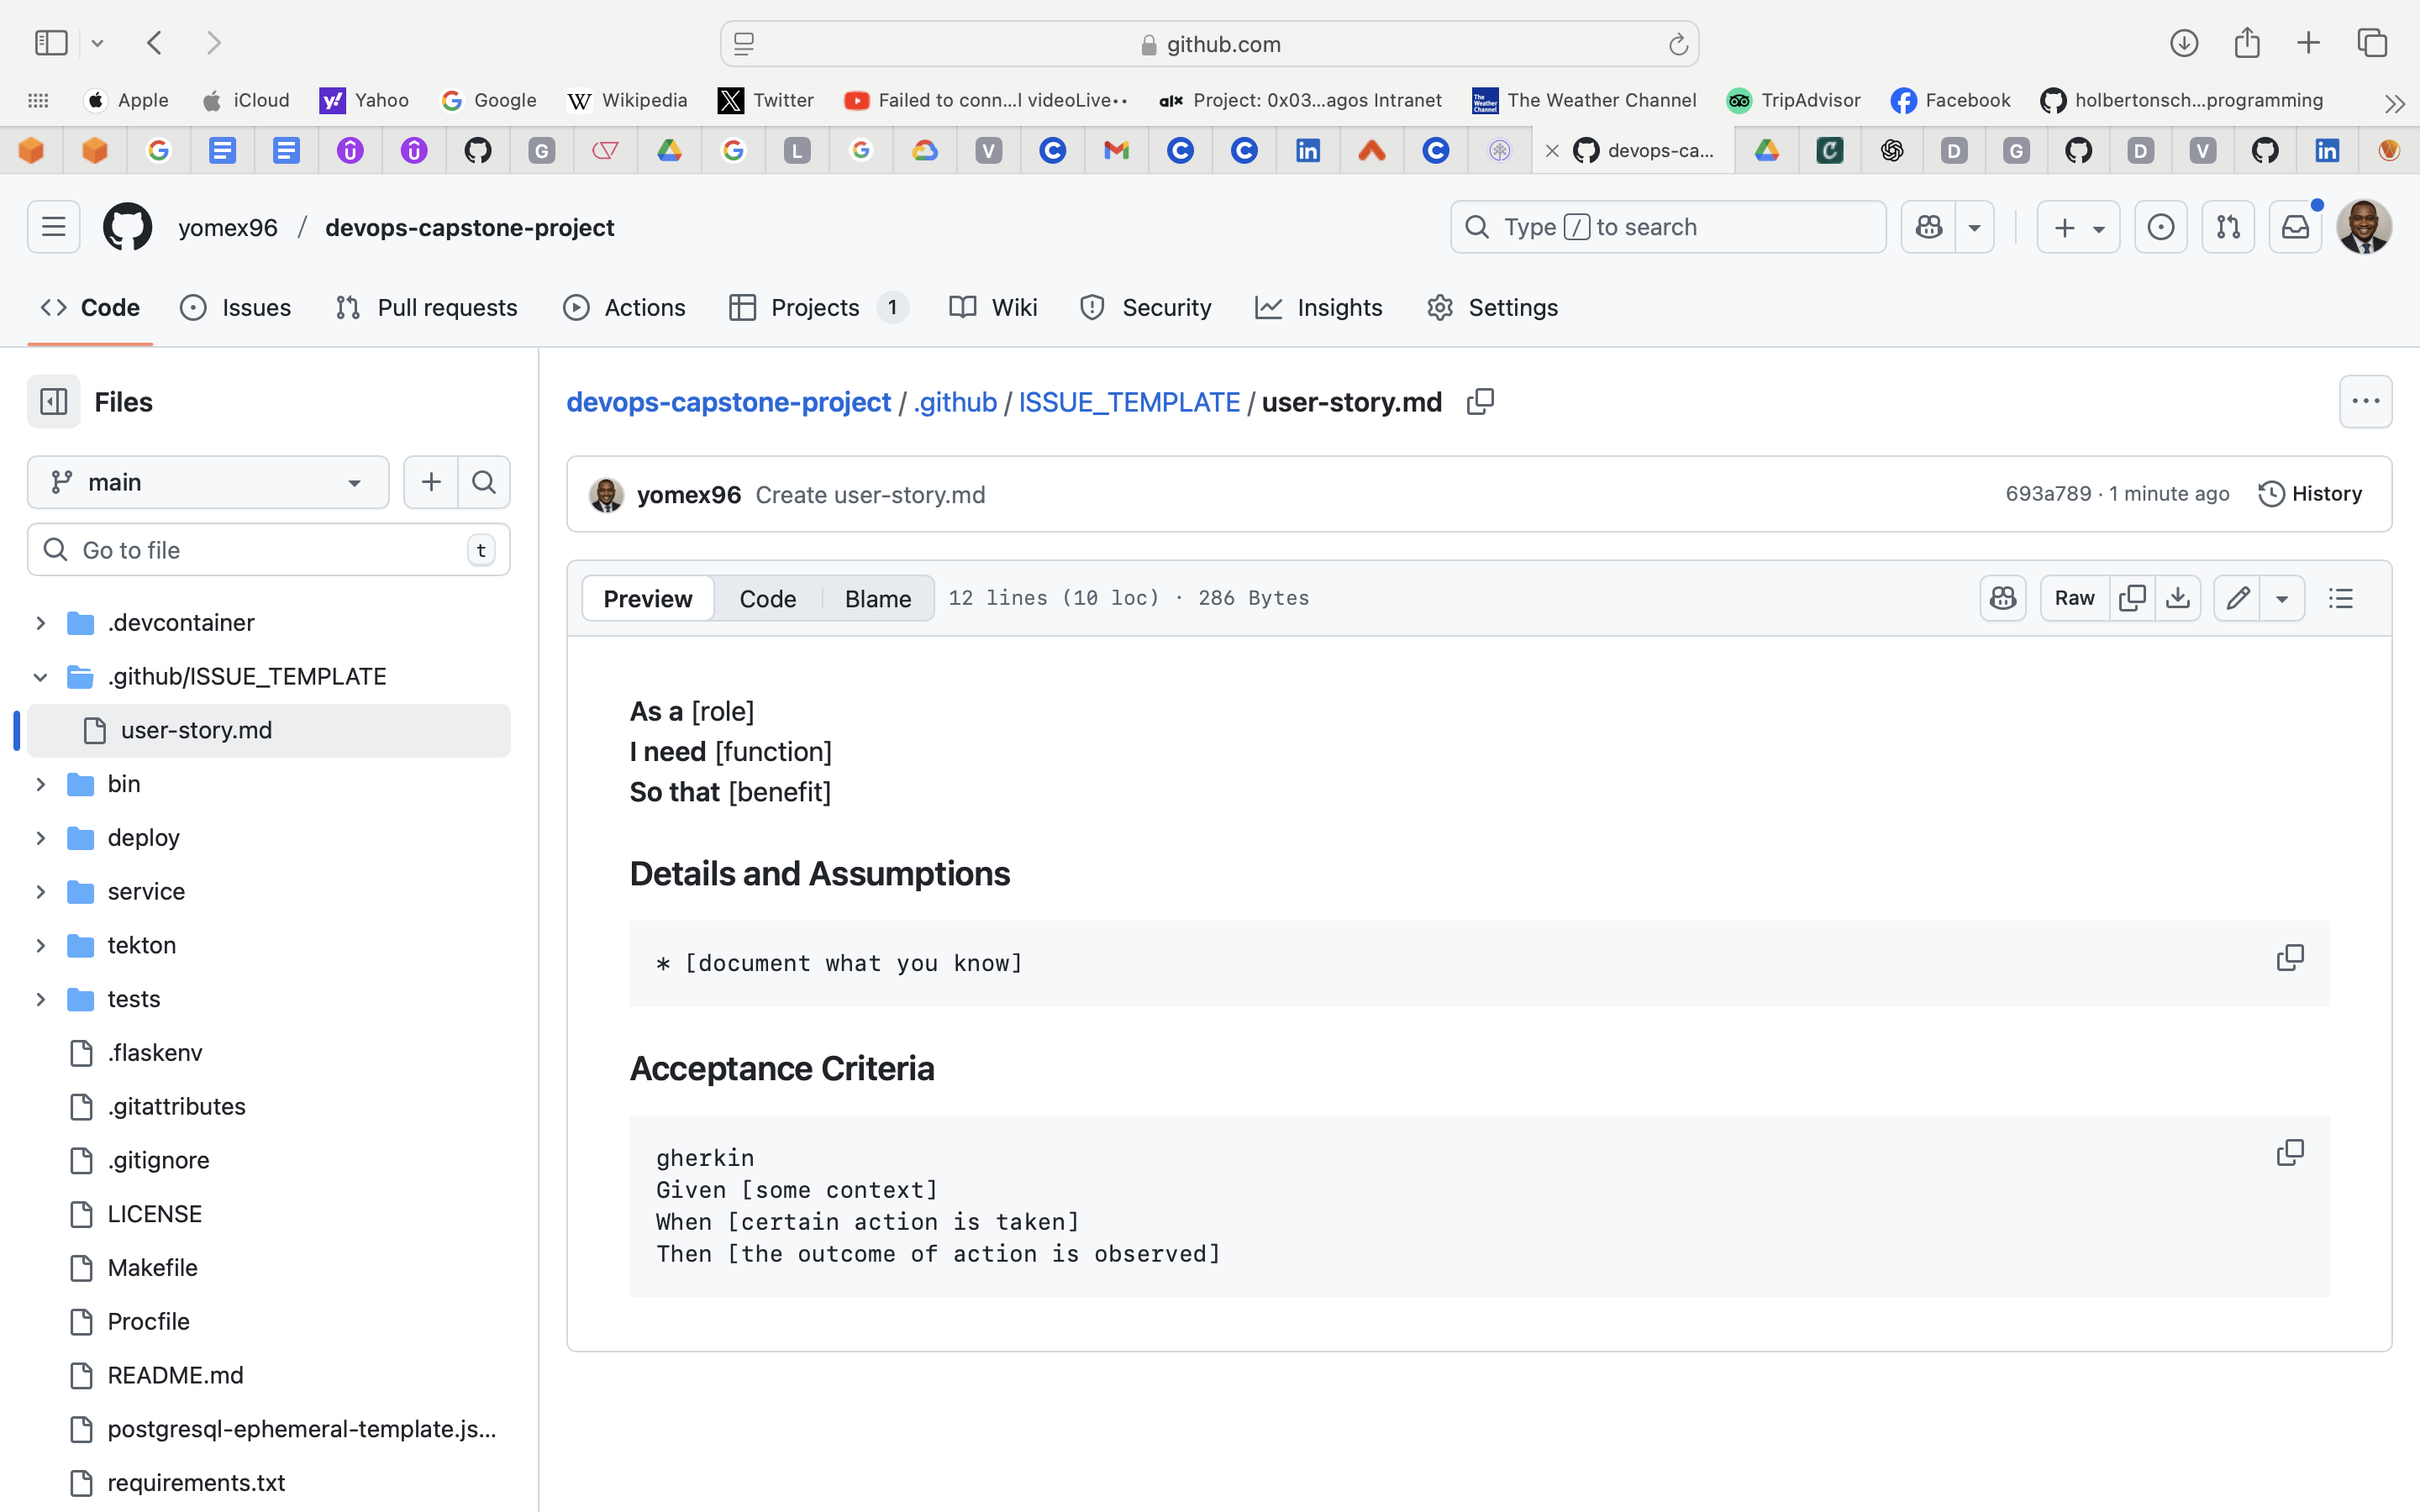 github.com
Apple
iCloud
Yahoo
Google
Wikipedia
Twitter
Failed to conn...l videoLive··
Project: 0x03...agos Intranet
The Weather Channel
TripAdvisor
Facebook
holbertonsch...programming
devops-ca...
yomex96 / devops-capstone-project
Type / to search
Code
Issues
Pull requests
Actions
Projects 1
Wiki
Security
Insights
Settings
Files
main
Go to file t
.devcontainer
.github/ISSUE_TEMPLATE
user-story.md
bin
deploy
service
tekton
tests
.flaskenv
.gitattributes
.gitignore
LICENSE
Makefile
Procfile
README.md
postgresql-ephemeral-template.js...
requirements.txt
devops-capstone-project / .github / ISSUE_TEMPLATE / user-story.md
yomex96 Create user-story.md
693a789 · 1 minute ago
History
Preview
Code
Blame
12 lines (10 loc) · 286 Bytes
Raw
As a [role]
I need [function]
So that [benefit]
Details and Assumptions
* [document what you know]
Acceptance Criteria
gherkin
Given [some context]
When [certain action is taken]
Then [the outcome of action is observed]